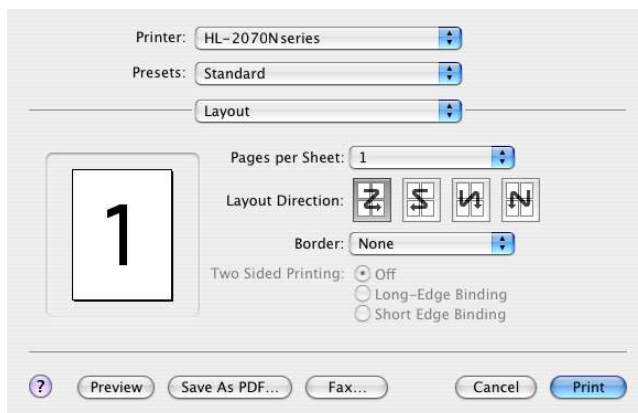 Printer: HL-2070N series
Presets: Standard
Layout
Pages per Sheet: 1
Layout Direction:
1
Border: None
Two Sided Printing: Off
Long-Edge Binding
Short Edge Binding
? Preview Save As PDF... Fax... Cancel Print